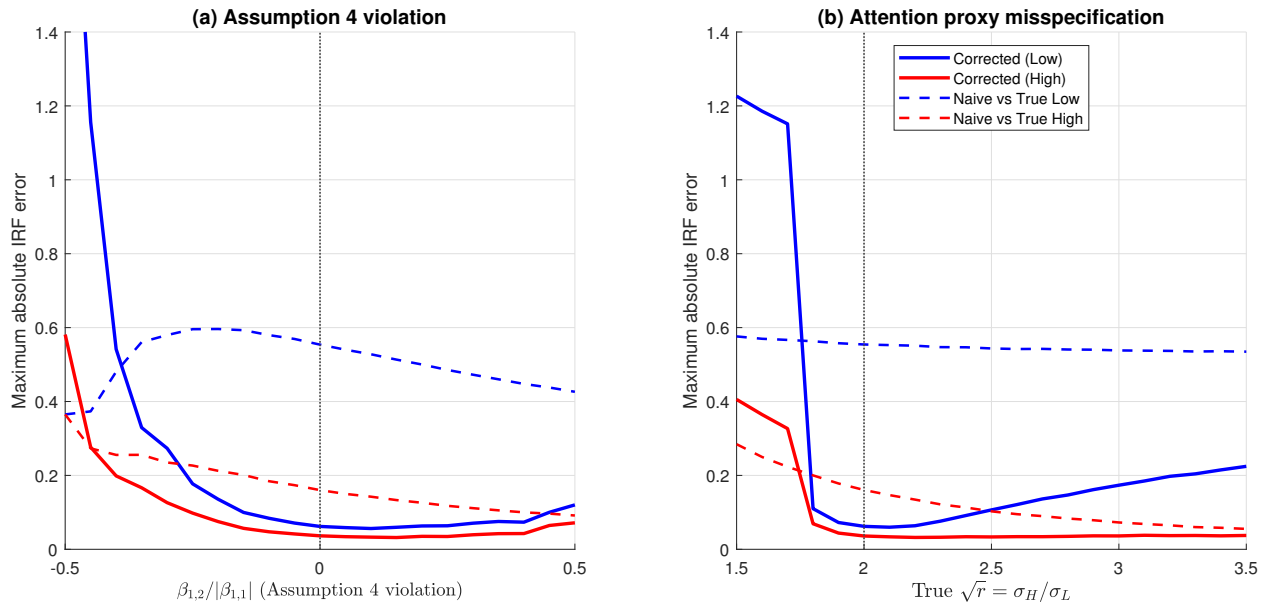 (a) Assumption 4 violation
Maximum absolute IRF error
1.4
1.2
1
0.8
0.6
0.4
0.2
0
-0.5
0
0.5
β1,2/|β1,1| (Assumption 4 violation)
(b) Attention proxy misspecification
Corrected (Low)
Corrected (High)
Naive vs True Low
Naive vs True High
Maximum absolute IRF error
1.4
1.2
1
0.8
0.6
0.4
0.2
0
1.5
2
2.5
3
3.5
True √r = σH/σL